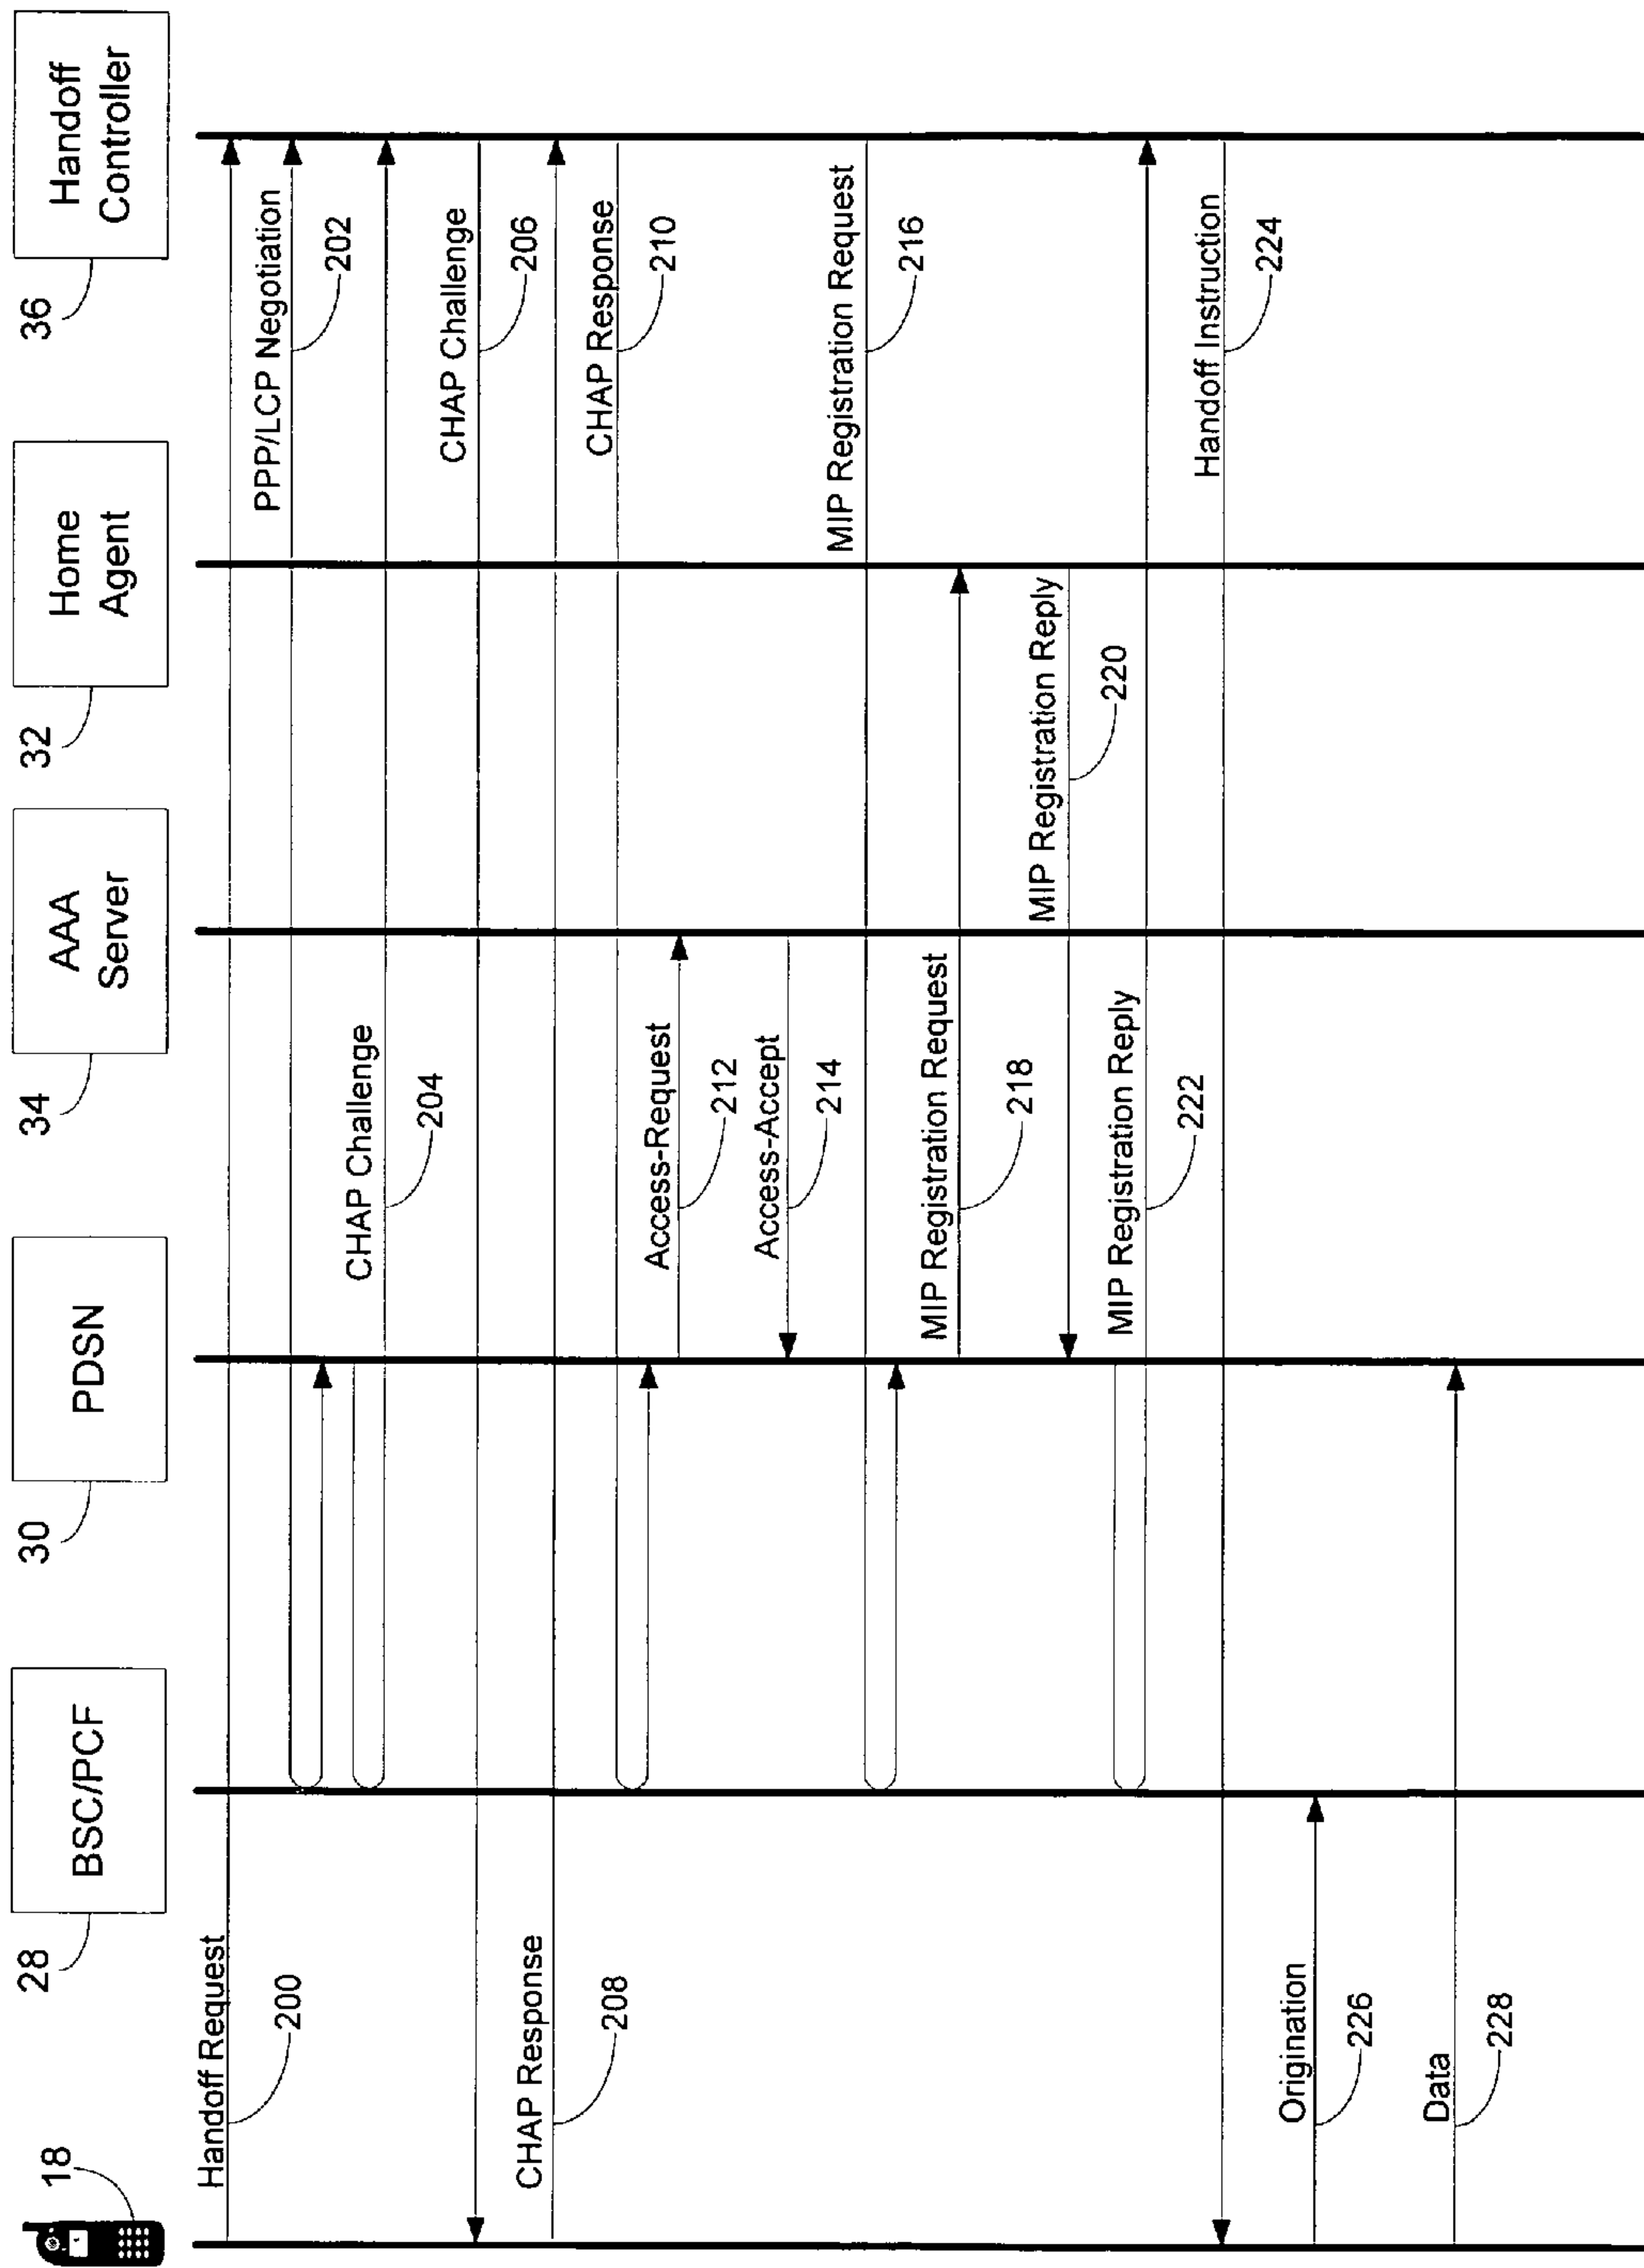 18
28
BSC/PCF
30
PDSN
34
AAA
Server
32
Home
Agent
36
Handoff
Controller
Handoff Request
200
PPP/LCP Negotiation
202
CHAP Challenge
204
CHAP Challenge
206
CHAP Response
208
CHAP Response
210
Access-Request
212
Access-Accept
214
MIP Registration Request
216
MIP Registration Request
218
MIP Registration Reply
220
MIP Registration Reply
222
Handoff Instruction
224
Origination
226
Data
228